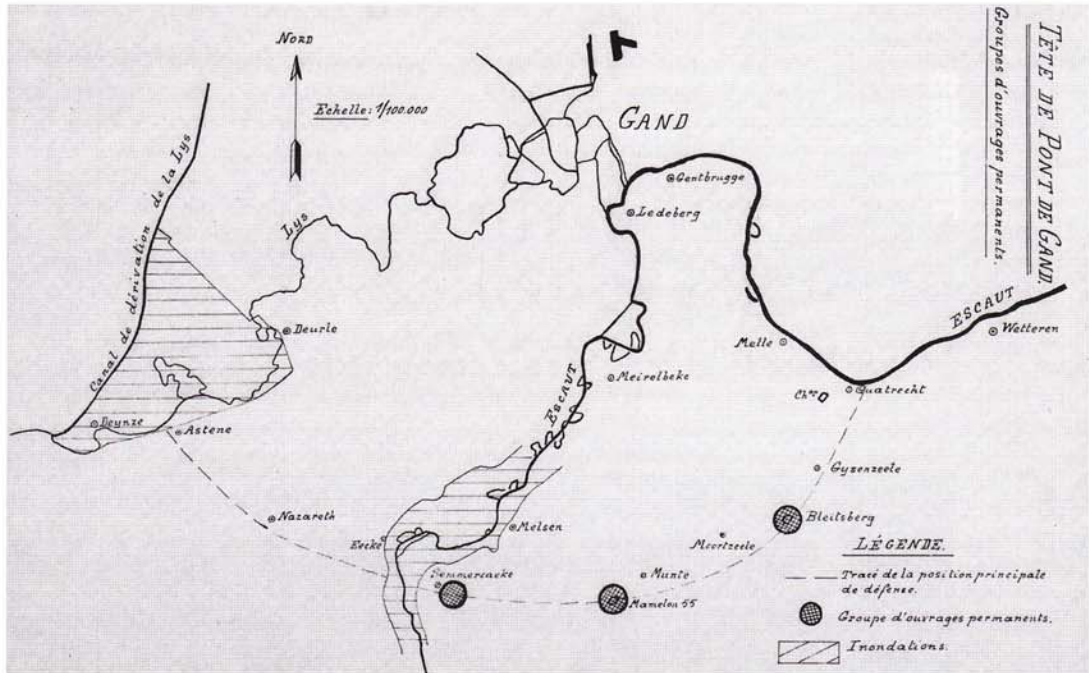 TÊTE DE PONT DE GAND.
Groupes d'ouvrages permanents.
NORD
Echelle: 1/100.000
GAND
Canal de dérivation de la Lys
Lys
Gentbrugge
Ledeberg
ESCAUT
Wetteren
Melle
Deurle
Meirelbeke
Chau
Quatrecht
ESCAUT
Deynze
Astene
Gyzenzeele
Nazareth
Melsen
Bleitsberg
Eecke
Moortzeele
Semmersaeke
Munte
Mamelon 55
LÉGENDE.
Tracé de la position principale
de défense.
Groupe d'ouvrages permanents.
Inondations.